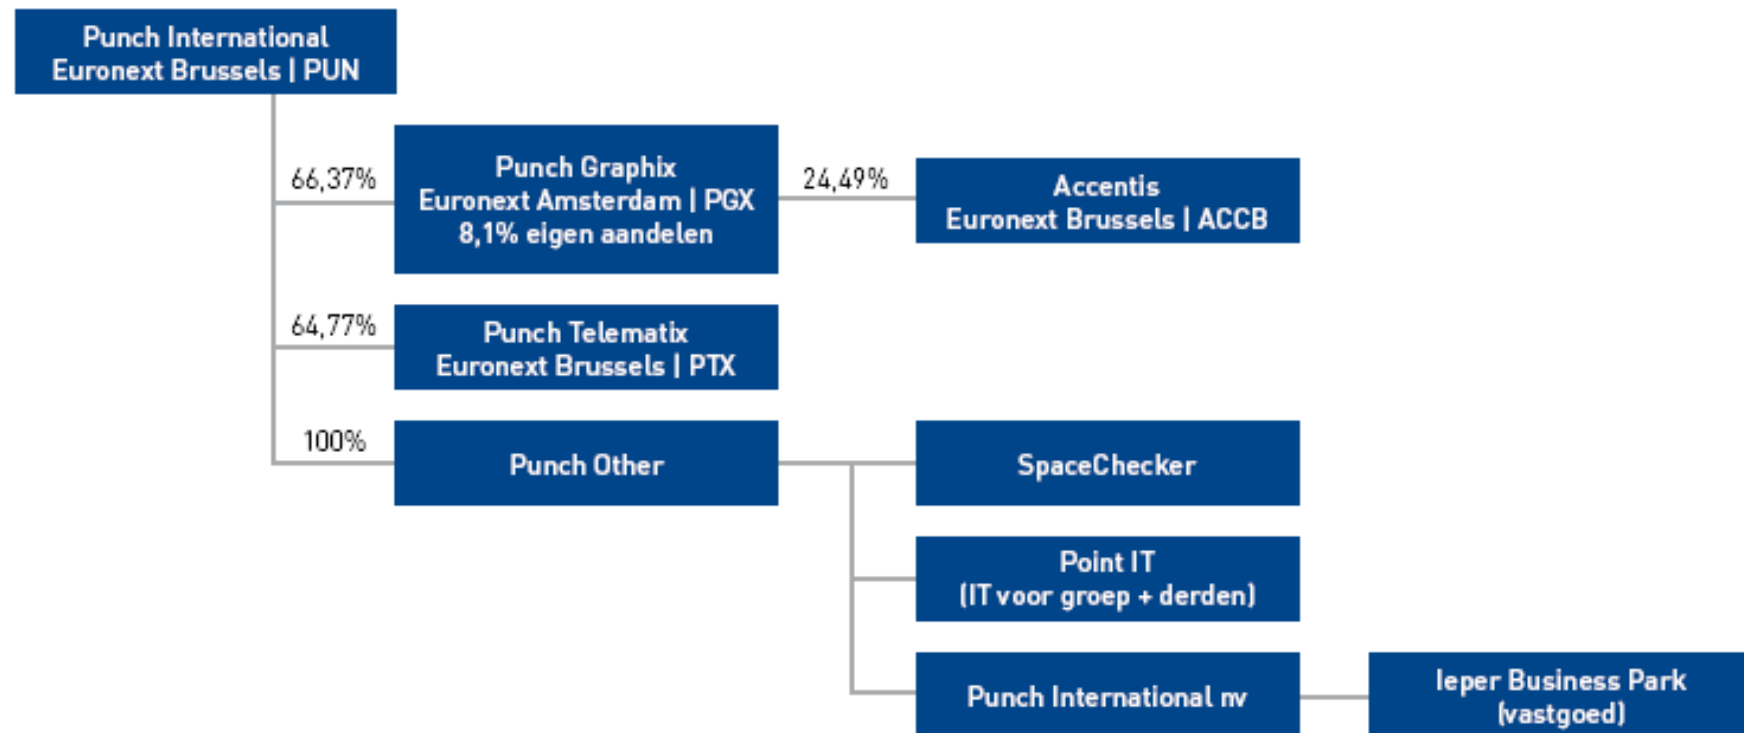 Punch International
Euronext Brussels | PUN
66,37%
Punch Graphix
Euronext Amsterdam | PGX
8,1% eigen aandelen
24,49%
Accentis
Euronext Brussels | ACCB
64,77%
Punch Telematix
Euronext Brussels | PTX
100%
Punch Other
SpaceChecker
Point IT
(IT voor groep + derden)
Punch International nv
Ieper Business Park
(vastgoed)